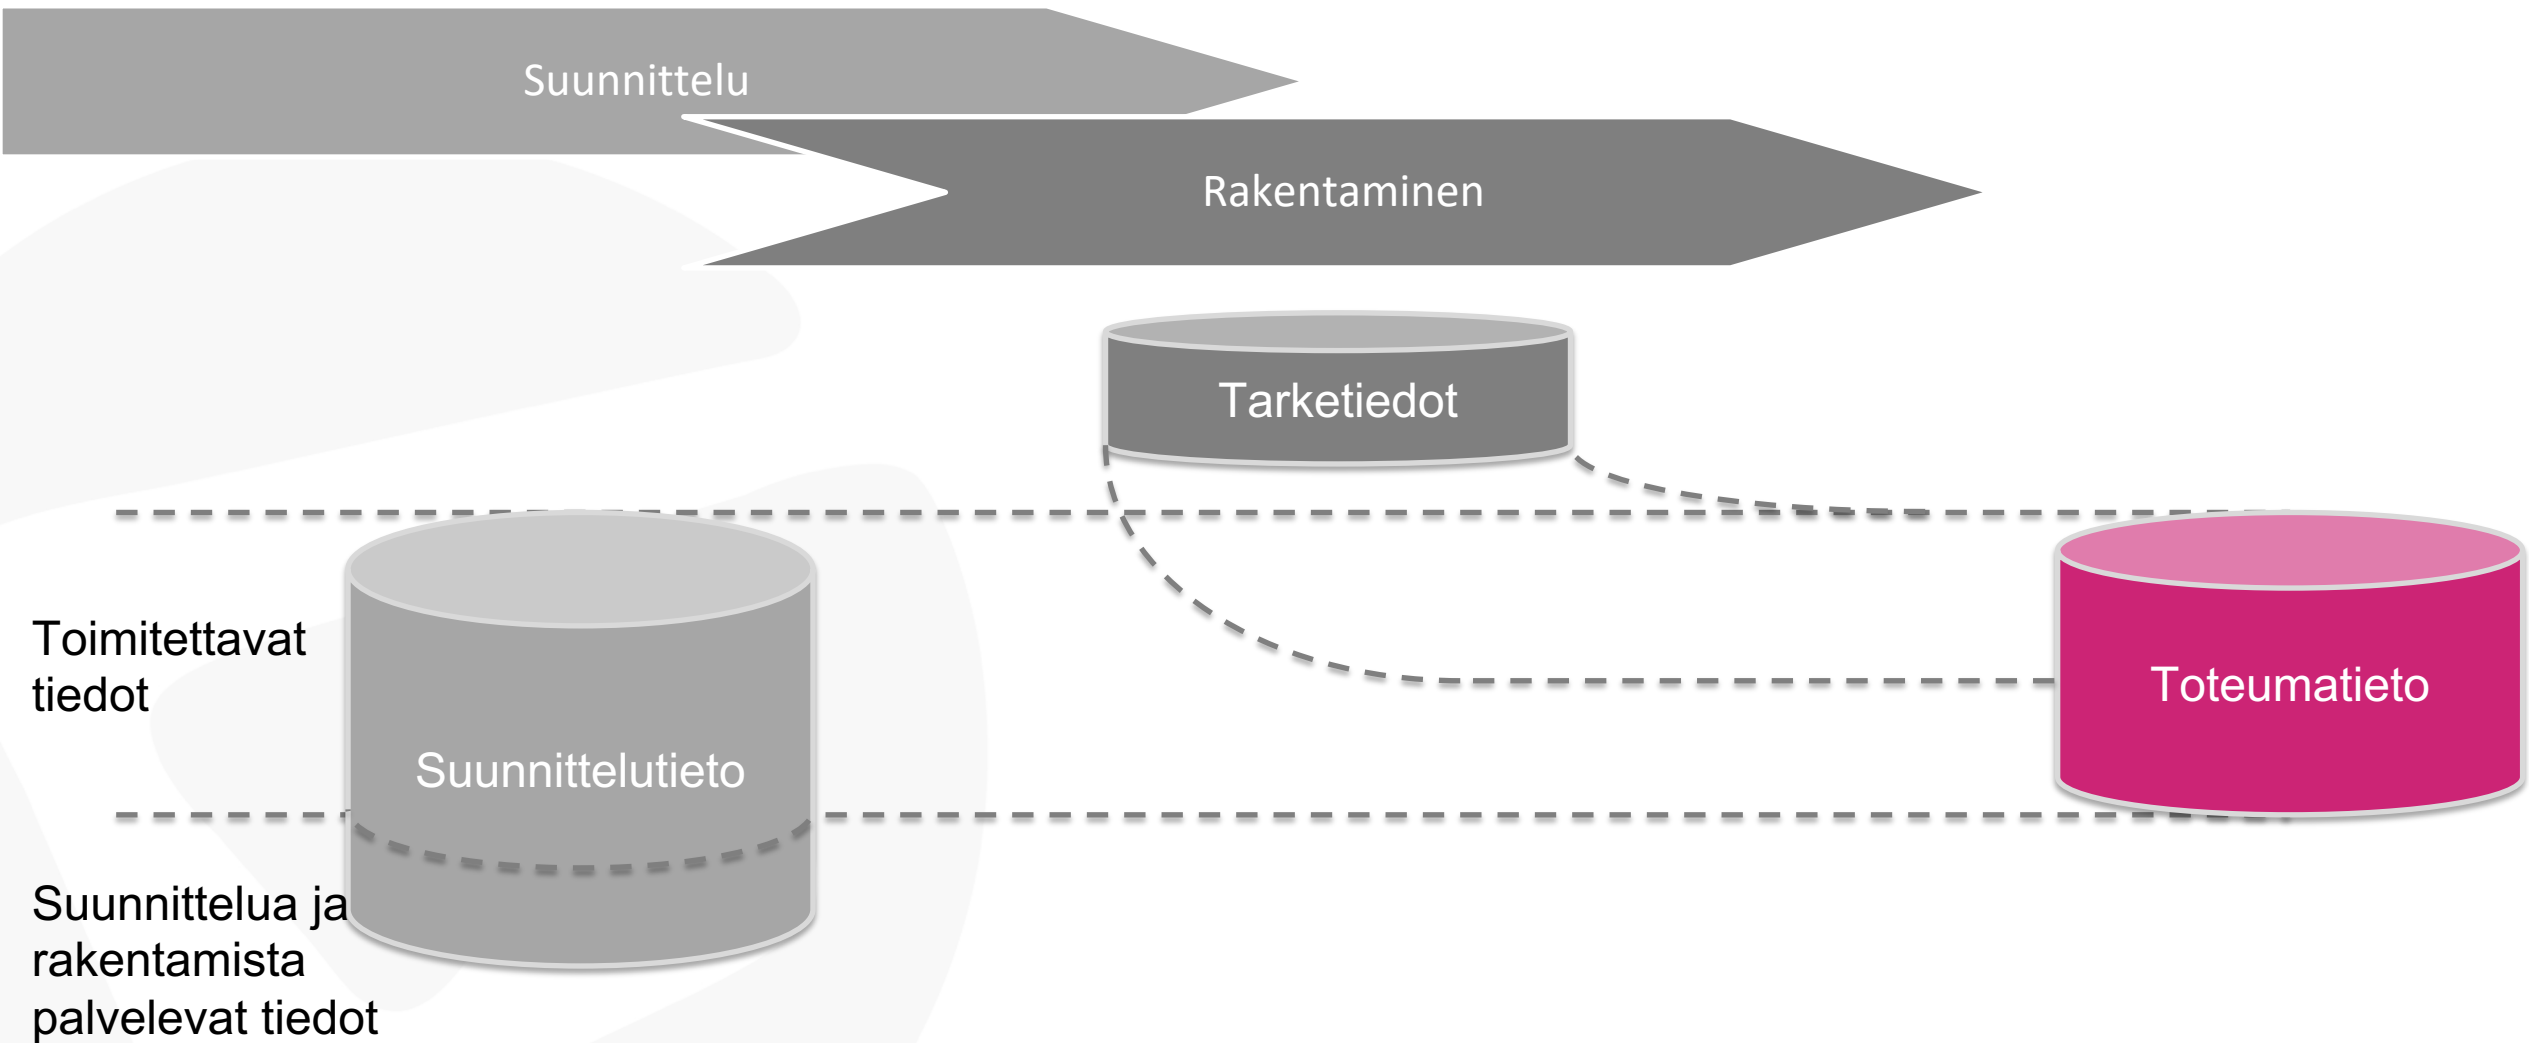 Suunnittelu
Rakentaminen
Tarketiedot
Toimitettavat
tiedot
Suunnittelutieto
Toteumatieto
Suunnittelua ja
rakentamista
palvelevat tiedot